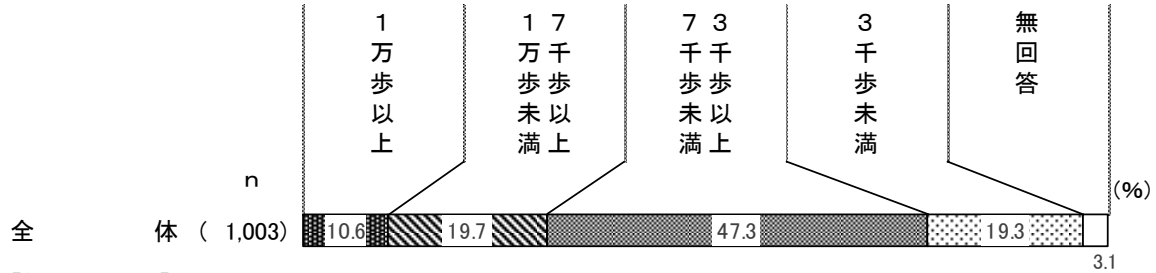 1万歩以上
7千歩以上
1万歩未満
3千歩以上
7千歩未満
3千歩未満
無回答
n
(%)
全　体 ( 1,003)
10.6
19.7
47.3
19.3
3.1